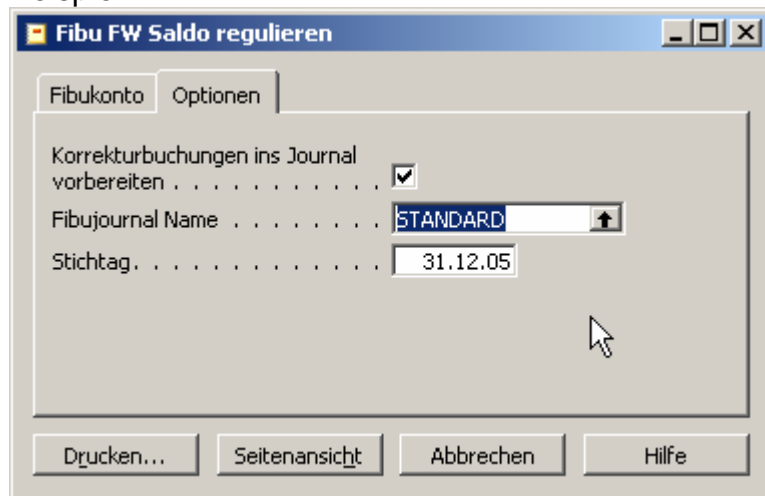 Fibu FW Saldo regulieren
Fibukonto Optionen
Korrekturbuchungen ins Journal
vorbereiten . . . . . . . . . . .
Fibujournal Name . . . . . . . . STANDARD
Stichtag. . . . . . . . . . . . . 31.12.05
Drucken... Seitenansicht Abbrechen Hilfe